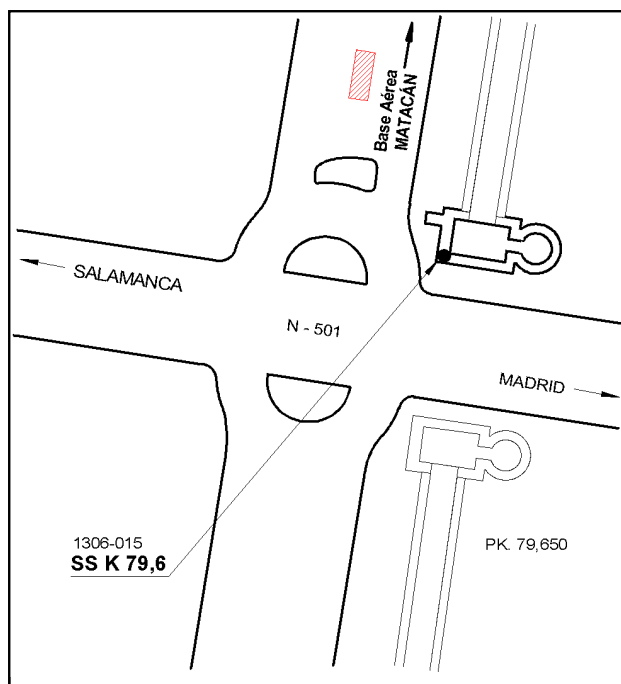 Base Aérea
MATACÁN
SALAMANCA
N - 501
MADRID
1306-015
SS K 79,6
PK. 79,650